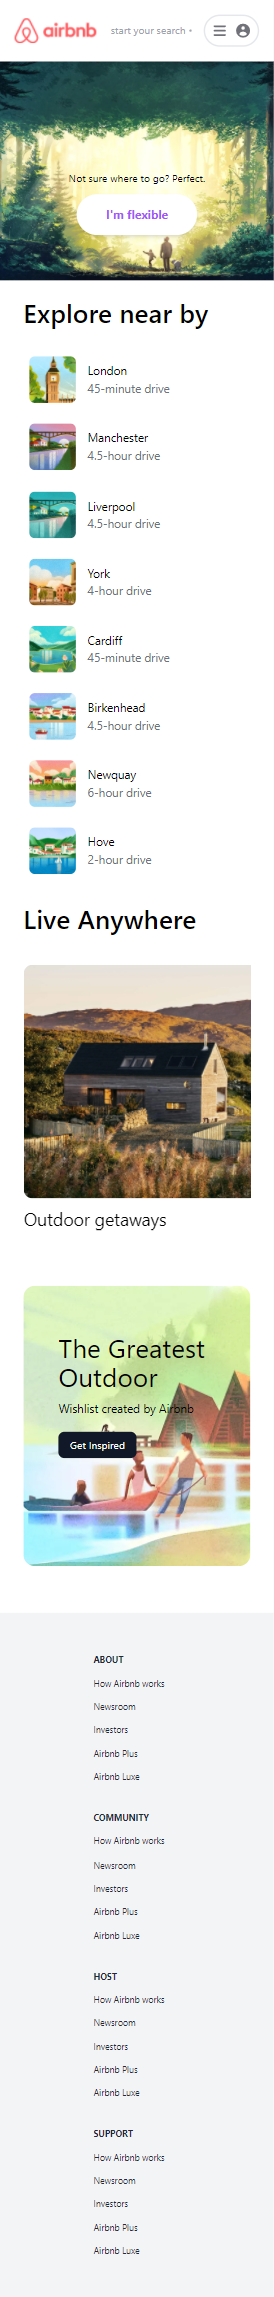 airbnb
start your search
Not sure where to go? Perfect.
I'm flexible
Explore near by
London
45-minute drive
Manchester
4.5-hour drive
Liverpool
4.5-hour drive
York
4-hour drive
Cardiff
45-minute drive
Birkenhead
4.5-hour drive
Newquay
6-hour drive
Hove
2-hour drive
Live Anywhere
Outdoor getaways
The Greatest
Outdoor
Wishlist created by Airbnb
Get Inspired
ABOUT
How Airbnb works
Newsroom
Investors
Airbnb Plus
Airbnb Luxe
COMMUNITY
How Airbnb works
Newsroom
Investors
Airbnb Plus
Airbnb Luxe
HOST
How Airbnb works
Newsroom
Investors
Airbnb Plus
Airbnb Luxe
SUPPORT
How Airbnb works
Newsroom
Investors
Airbnb Plus
Airbnb Luxe